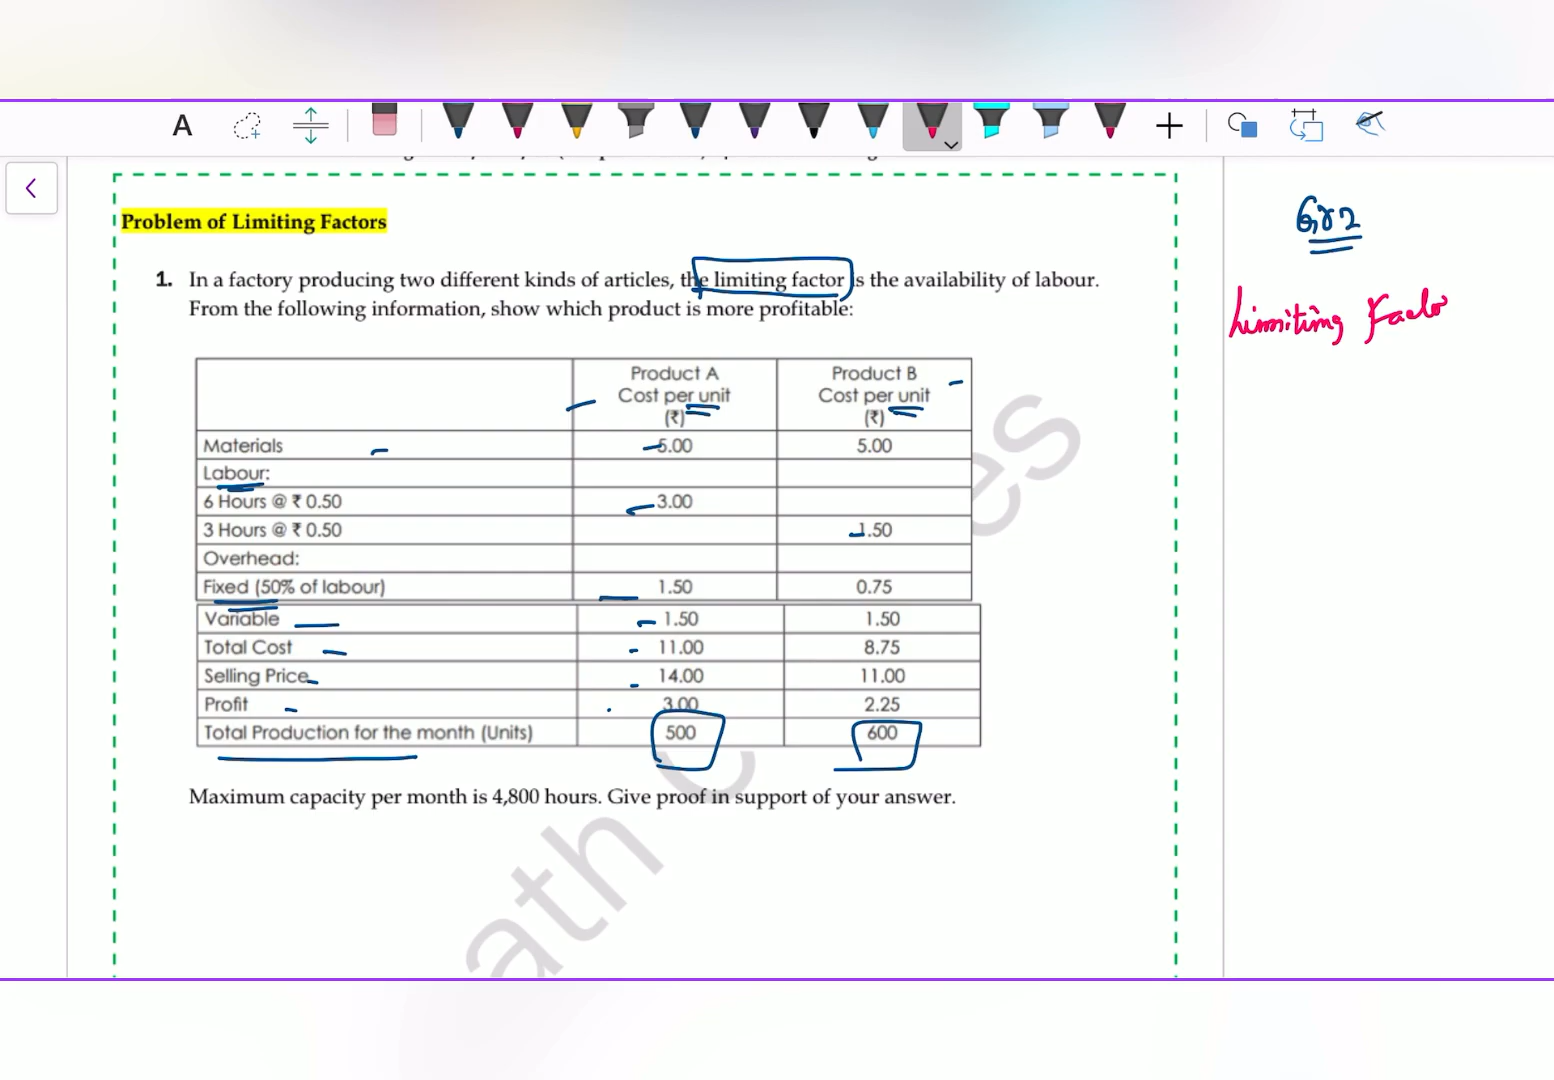 A
Problem of Limiting Factors
1. In a factory producing two different kinds of articles, the limiting factor is the availability of labour.
From the following information, show which product is more profitable:
Product A Cost per unit (₹) Product B Cost per unit (₹)
Materials 5.00 5.00
Labour:
6 Hours @ ₹ 0.50 3.00
3 Hours @ ₹ 0.50 1.50
Overhead:
Fixed (50% of labour) 1.50 0.75
Variable 1.50 1.50
Total Cost 11.00 8.75
Selling Price 14.00 11.00
Profit 3.00 2.25
Total Production for the month (Units) 500 600
Maximum capacity per month is 4,800 hours. Give proof in support of your answer.
Limiting Facto